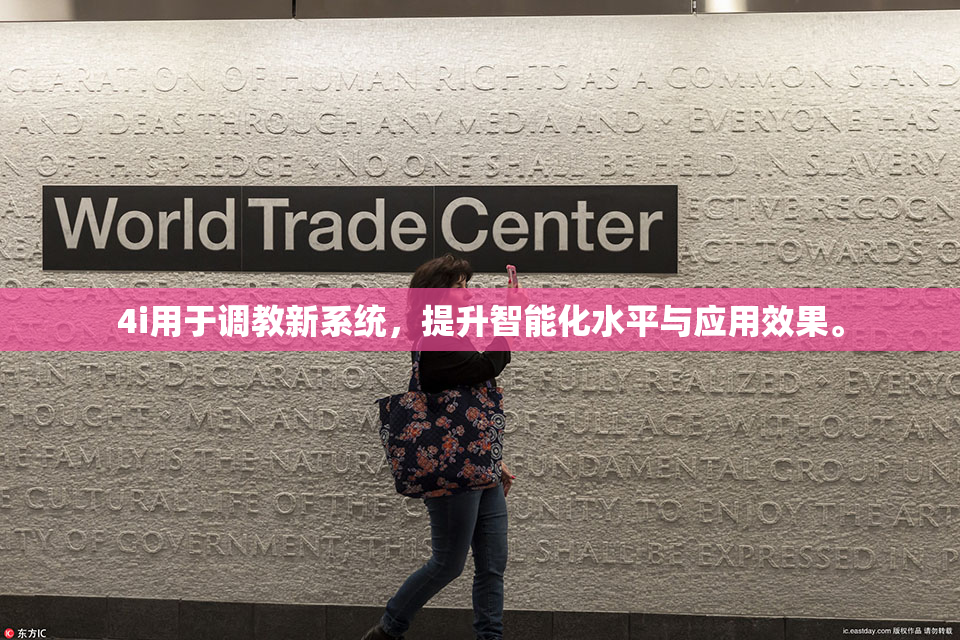 CLARATION OF HUMAN RIGHTS AS A COMMON STAND
AND IDEAS THROUGH ANY MEDIA AND EVERYONE HAS T
N OF THIS PLEDGE NO ONE SHALL BE HELD IN SLAVERY
World Trade Center
ECTIVE RECOGN
ACT TOWARDS O
4i用于调教新系统，提升智能化水平与应用效果。
IN THIS DECLARATION FULLY REALIZED EVERYO
THOUGHT MEN AND OF FULL AGE WITHO
E FAMILY IS THE NATURA FUNDAMENTAL GROUP
E CULTURAL LIFE OF THE UNITY, TO ENJOY THE ART
TY OF GOVERNMENT; THIS SHALL BE EXPRESSED IN P
东方IC
ic.eastday.com 版权作品 请勿转载